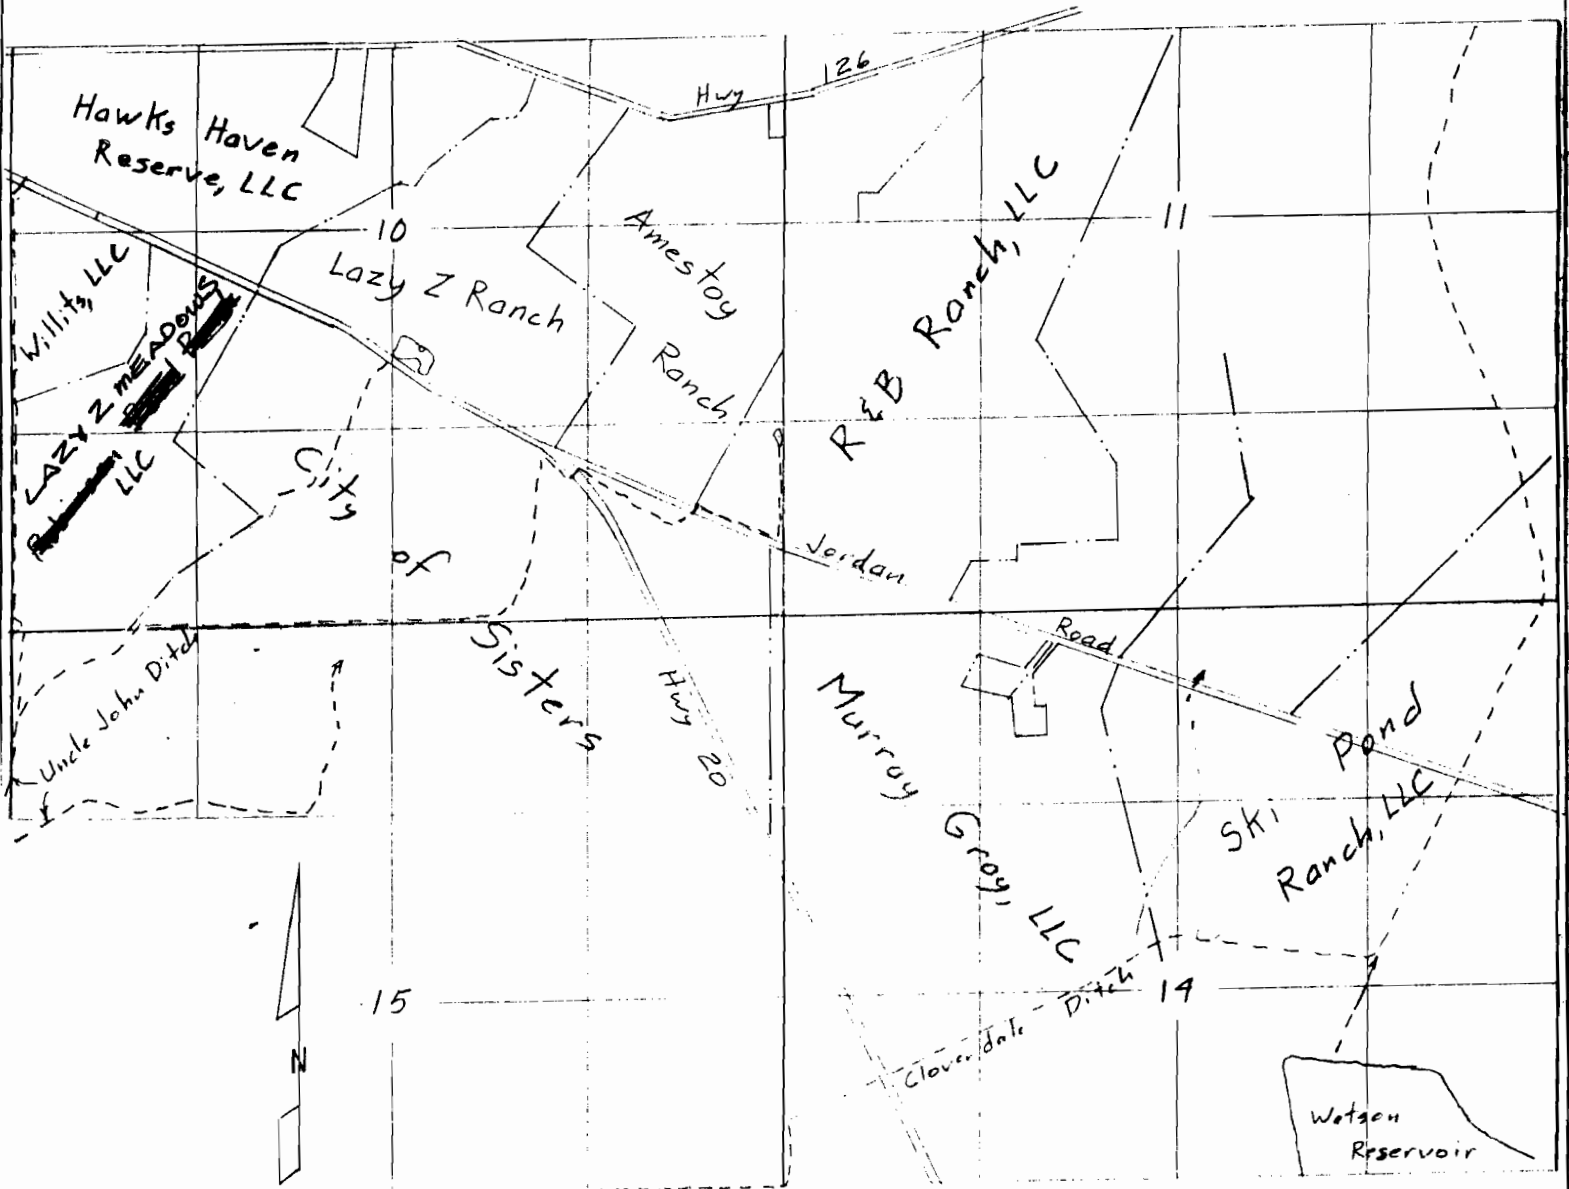 Hwy 126
Hawks Haven
Reserve, LLC
10
11
Willits, LLC
LAZY Z MEADOWS
LLC
Lazy Z Ranch
Amestoy
Ranch
R & B Ranch, LLC
City
of
Sisters
Jordan
Road
Uncle John Ditch
Hwy 20
Murray
Groy, LLC
Ski Pond
Ranch, LLC
15
14
N
Cloverdale Ditch
Watson
Reservoir